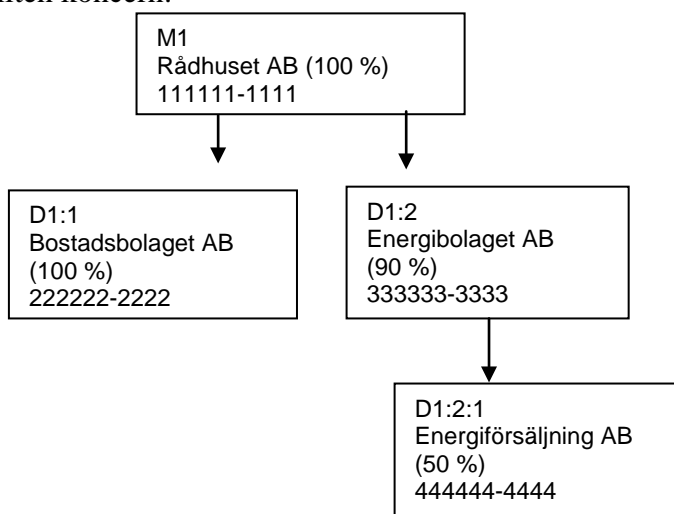 M1
Rådhuset AB (100 %)
111111-1111
D1:1
Bostadsbolaget AB
(100 %)
222222-2222
D1:2
Energibolaget AB
(90 %)
333333-3333
D1:2:1
Energiförsäljning AB
(50 %)
444444-4444